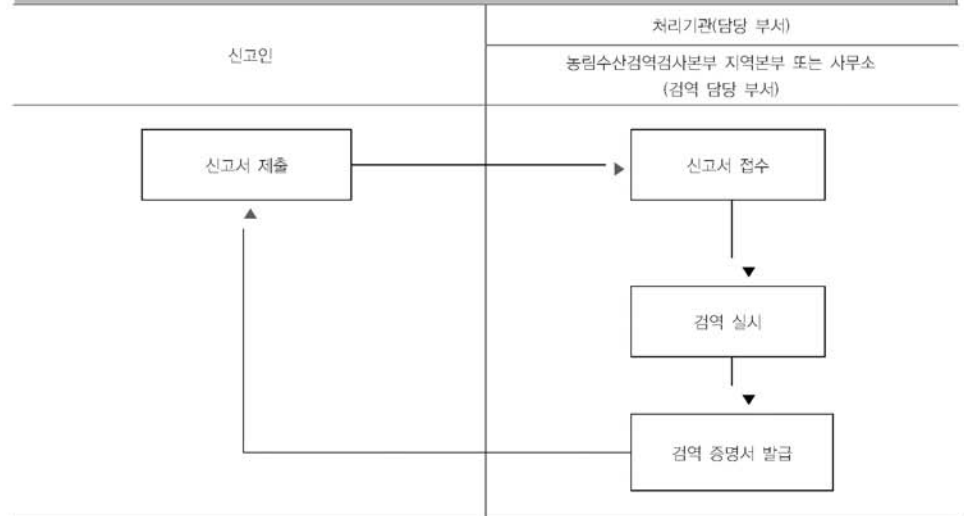 신고인
처리기관(담당 부서)
농림수산검역검사본부 지역본부 또는 사무소
(검역 담당 부서)
신고서 제출
신고서 접수
검역 실시
검역 증명서 발급